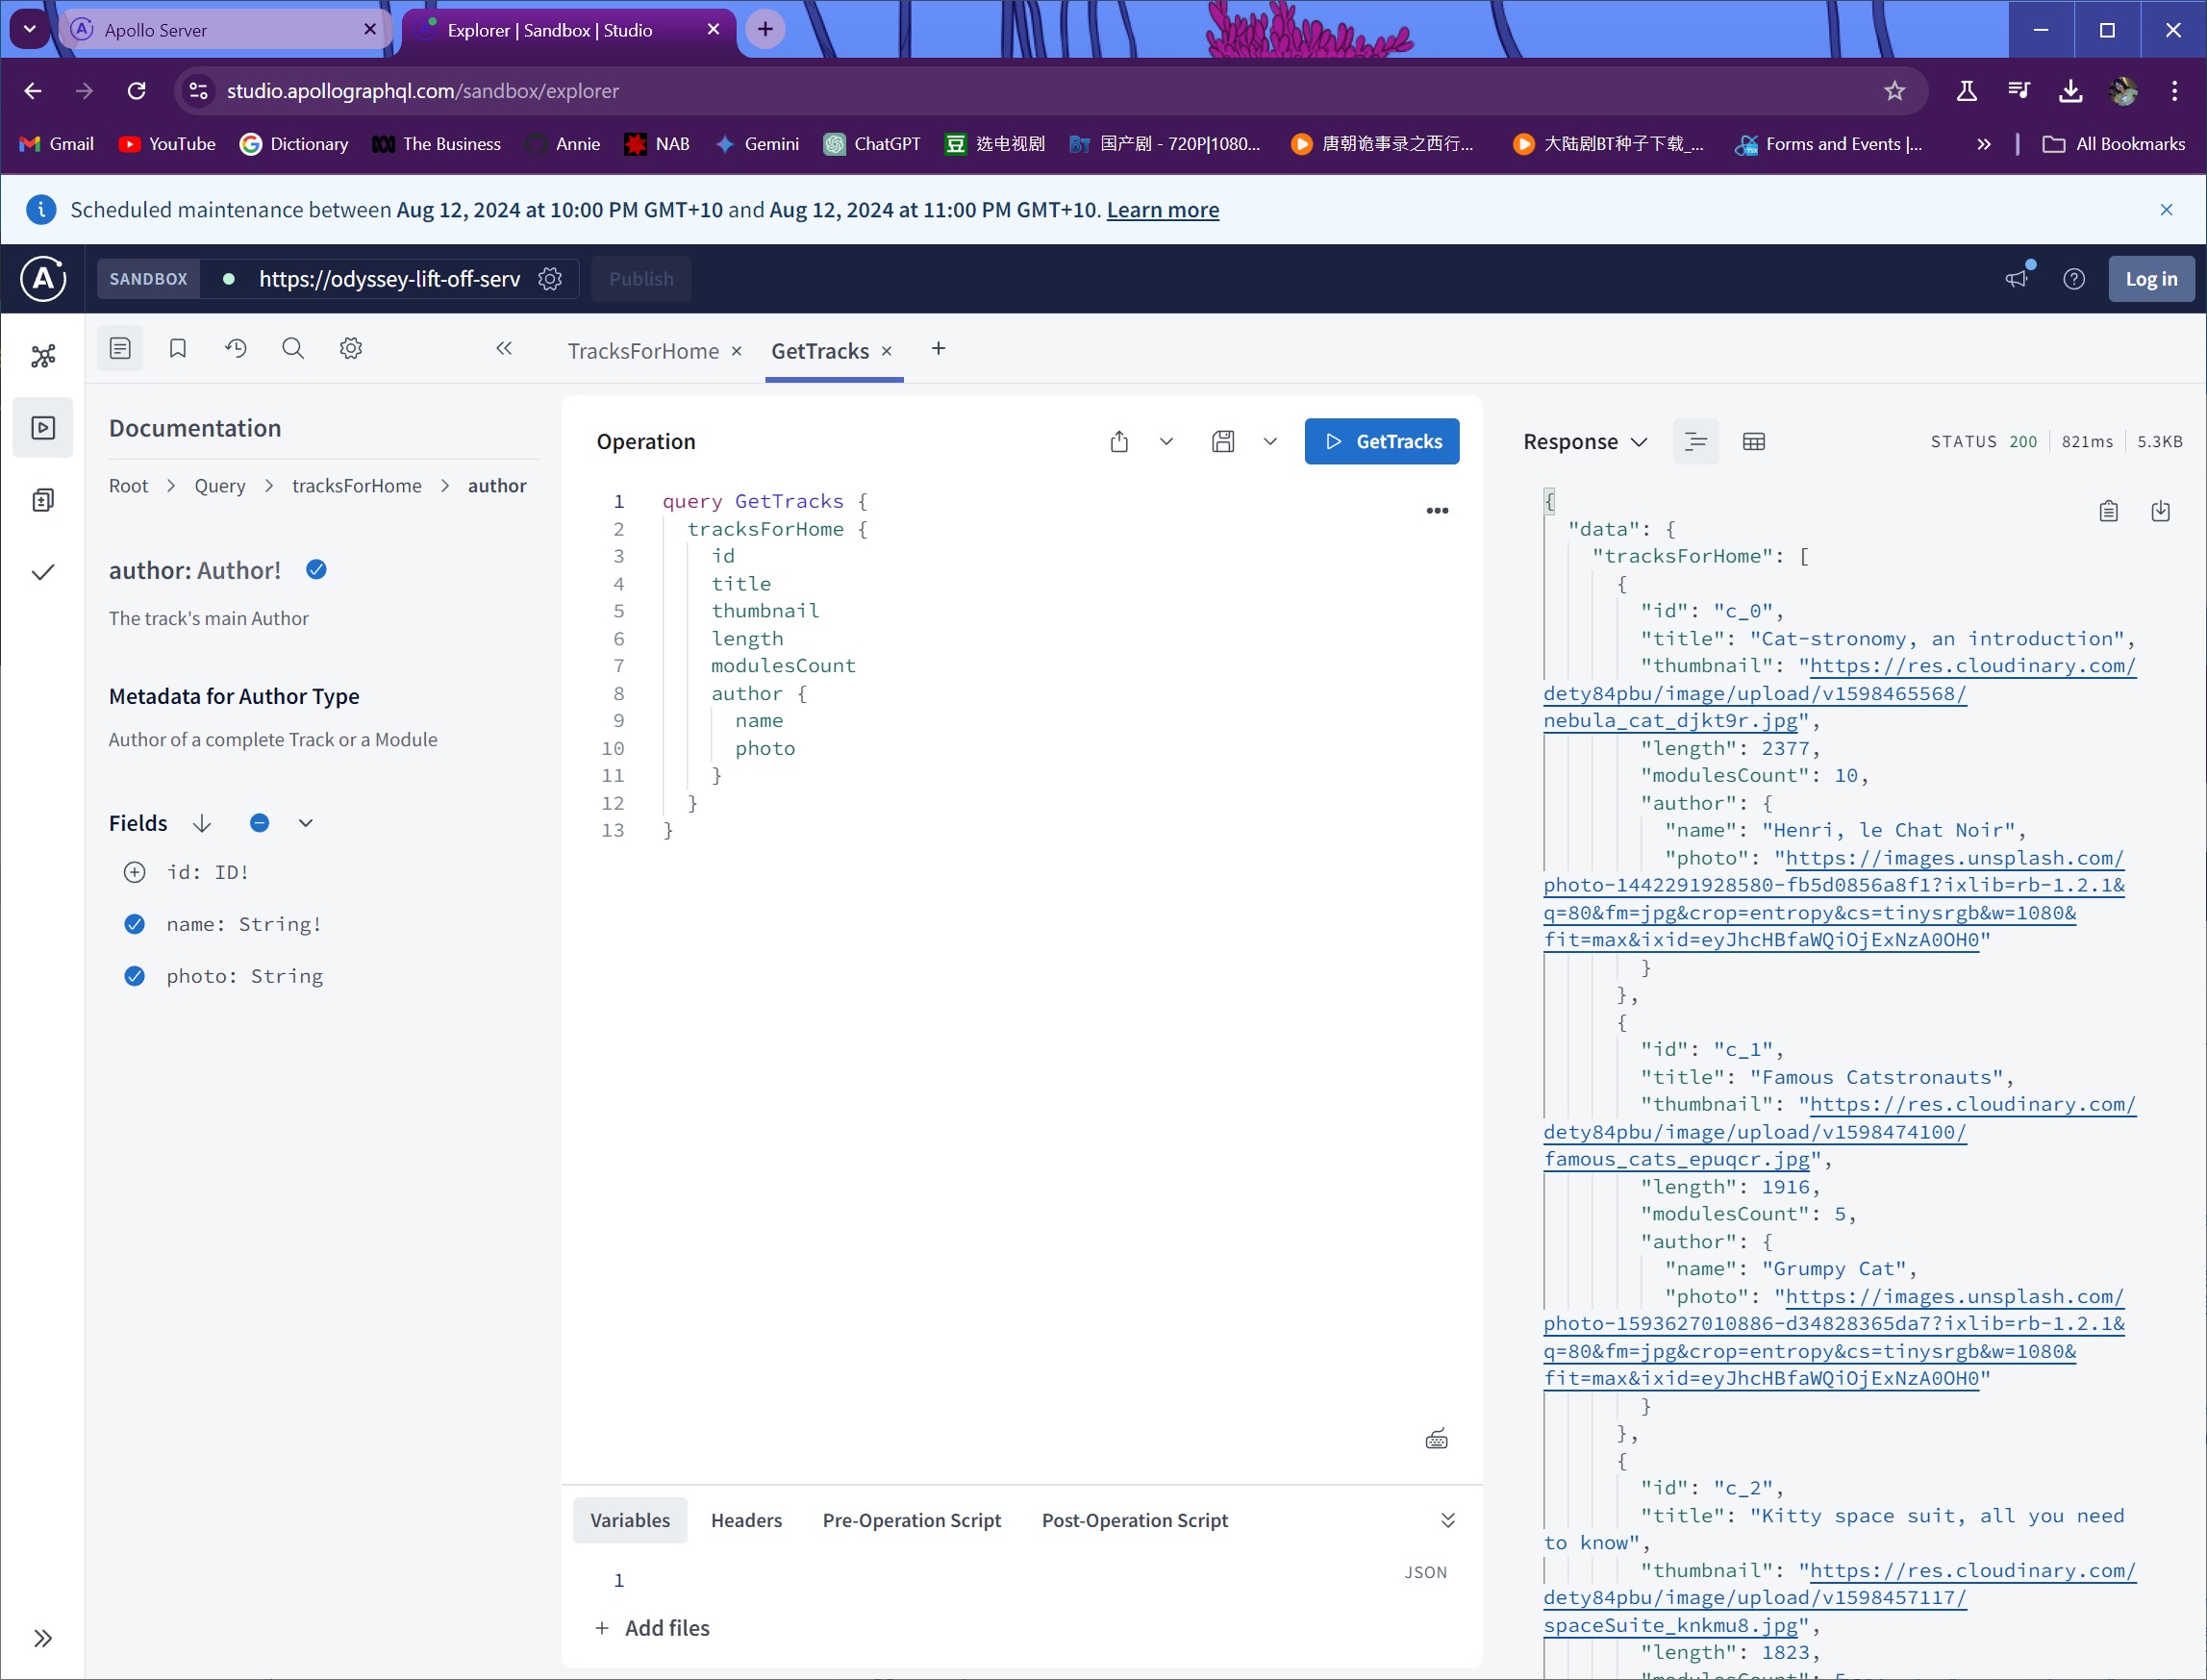 Apollo Server
Explorer | Sandbox | Studio
studio.apollographql.com/sandbox/explorer
Gmail
YouTube
Dictionary
The Business
Annie
NAB
Gemini
ChatGPT
选电视剧
国产剧 - 720P|1080...
唐朝诡事录之西行...
大陆剧BT种子下载_...
Forms and Events |...
All Bookmarks
Scheduled maintenance between Aug 12, 2024 at 10:00 PM GMT+10 and Aug 12, 2024 at 11:00 PM GMT+10. Learn more
SANDBOX
https://odyssey-lift-off-serv
Publish
Log in
TracksForHome
GetTracks
Documentation
Root > Query > tracksForHome > author
author: Author!
The track's main Author
Metadata for Author Type
Author of a complete Track or a Module
Fields
id: ID!
name: String!
photo: String
Operation
GetTracks
1 query GetTracks {
2 tracksForHome {
3 id
4 title
5 thumbnail
6 length
7 modulesCount
8 author {
9 name
10 photo
11 }
12 }
13 }
Variables
Headers
Pre-Operation Script
Post-Operation Script
1
JSON
+ Add files
Response
STATUS 200
821ms
5.3KB
{
"data": {
"tracksForHome": [
{
"id": "c_0",
"title": "Cat-stronomy, an introduction",
"thumbnail": "https://res.cloudinary.com/
dety84pbu/image/upload/v1598465568/
nebula_cat_djkt9r.jpg",
"length": 2377,
"modulesCount": 10,
"author": {
"name": "Henri, le Chat Noir",
"photo": "https://images.unsplash.com/
photo-1442291928580-fb5d0856a8f1?ixlib=rb-1.2.1&
q=80&fm=jpg&crop=entropy&cs=tinysrgb&w=1080&
fit=max&ixid=eyJhcHBfaWQiOjExNzA0OH0"
}
},
{
"id": "c_1",
"title": "Famous Catstronauts",
"thumbnail": "https://res.cloudinary.com/
dety84pbu/image/upload/v1598474100/
famous_cats_epuqcr.jpg",
"length": 1916,
"modulesCount": 5,
"author": {
"name": "Grumpy Cat",
"photo": "https://images.unsplash.com/
photo-1593627010886-d34828365da7?ixlib=rb-1.2.1&
q=80&fm=jpg&crop=entropy&cs=tinysrgb&w=1080&
fit=max&ixid=eyJhcHBfaWQiOjExNzA0OH0"
}
},
{
"id": "c_2",
"title": "Kitty space suit, all you need
to know",
"thumbnail": "https://res.cloudinary.com/
dety84pbu/image/upload/v1598457117/
spaceSuite_knkmu8.jpg",
"length": 1823,